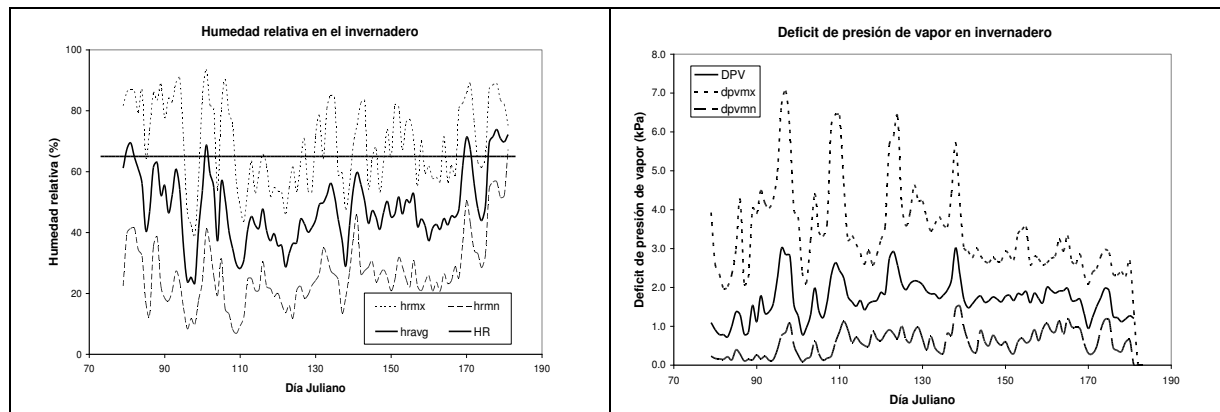 Humedad relativa en el invernadero
Humedad relativa (%)
100
80
60
40
20
0
hrmx
hrmn
hravg
HR
70
90
110
130
150
170
190
Día Juliano
Deficit de presión de vapor en invernadero
Deficit de presión de vapor (kPa)
8.0
7.0
6.0
5.0
4.0
3.0
2.0
1.0
0.0
DPV
dpvmx
dpvmn
70
90
110
130
150
170
190
Día Juliano